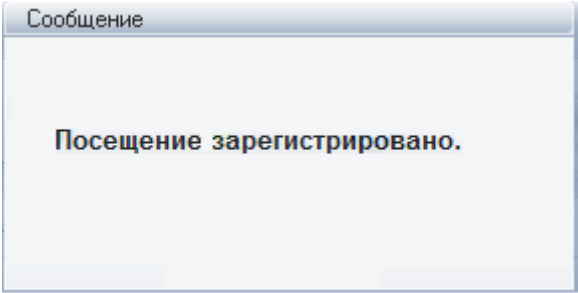 Сообщение
Посещение зарегистрировано.